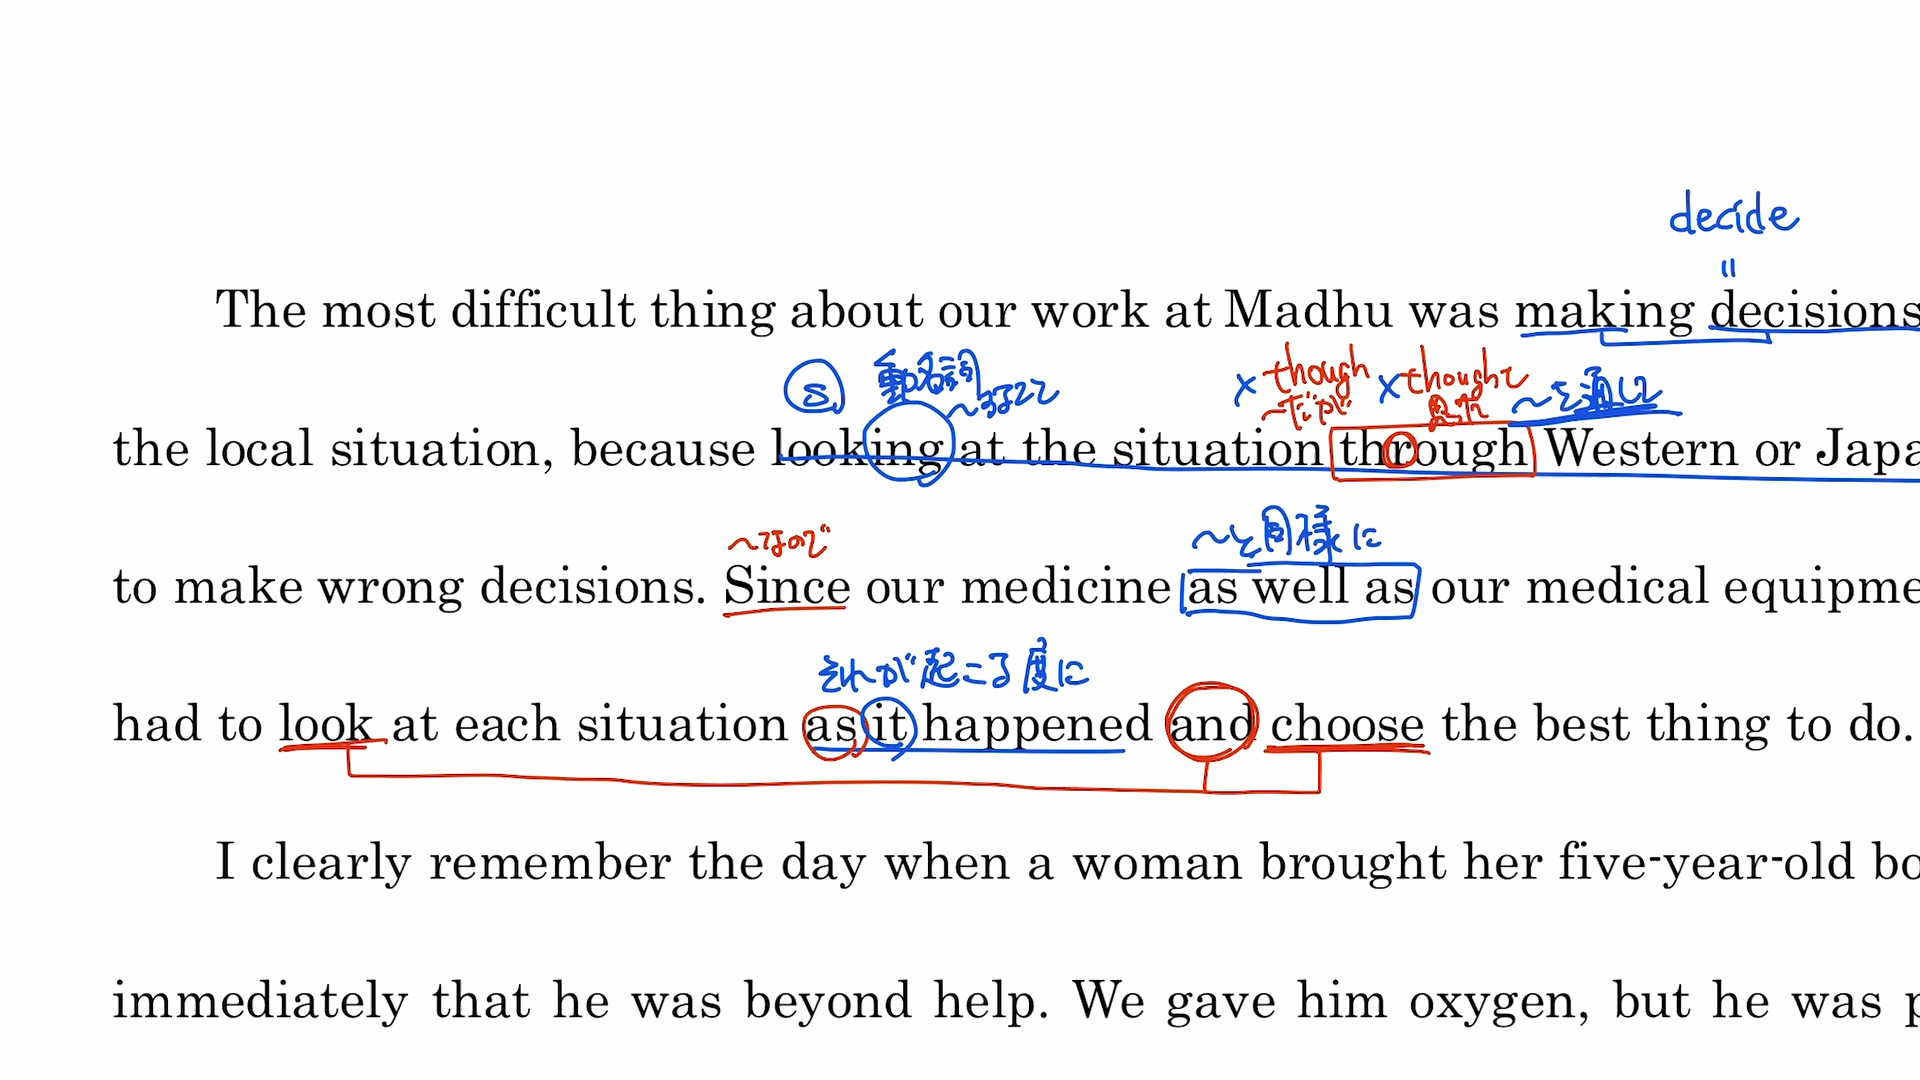 decide
〃
The most difficult thing about our work at Madhu was making decisions
S 動名詞 ～すること × though ～だが × thought 思った ～を通して
the local situation, because looking at the situation through Western or Japa
～なので ～と同様に
to make wrong decisions. Since our medicine as well as our medical equipme
それが起こる度に
had to look at each situation as it happened and choose the best thing to do.
I clearly remember the day when a woman brought her five-year-old bo
immediately that he was beyond help. We gave him oxygen, but he was p